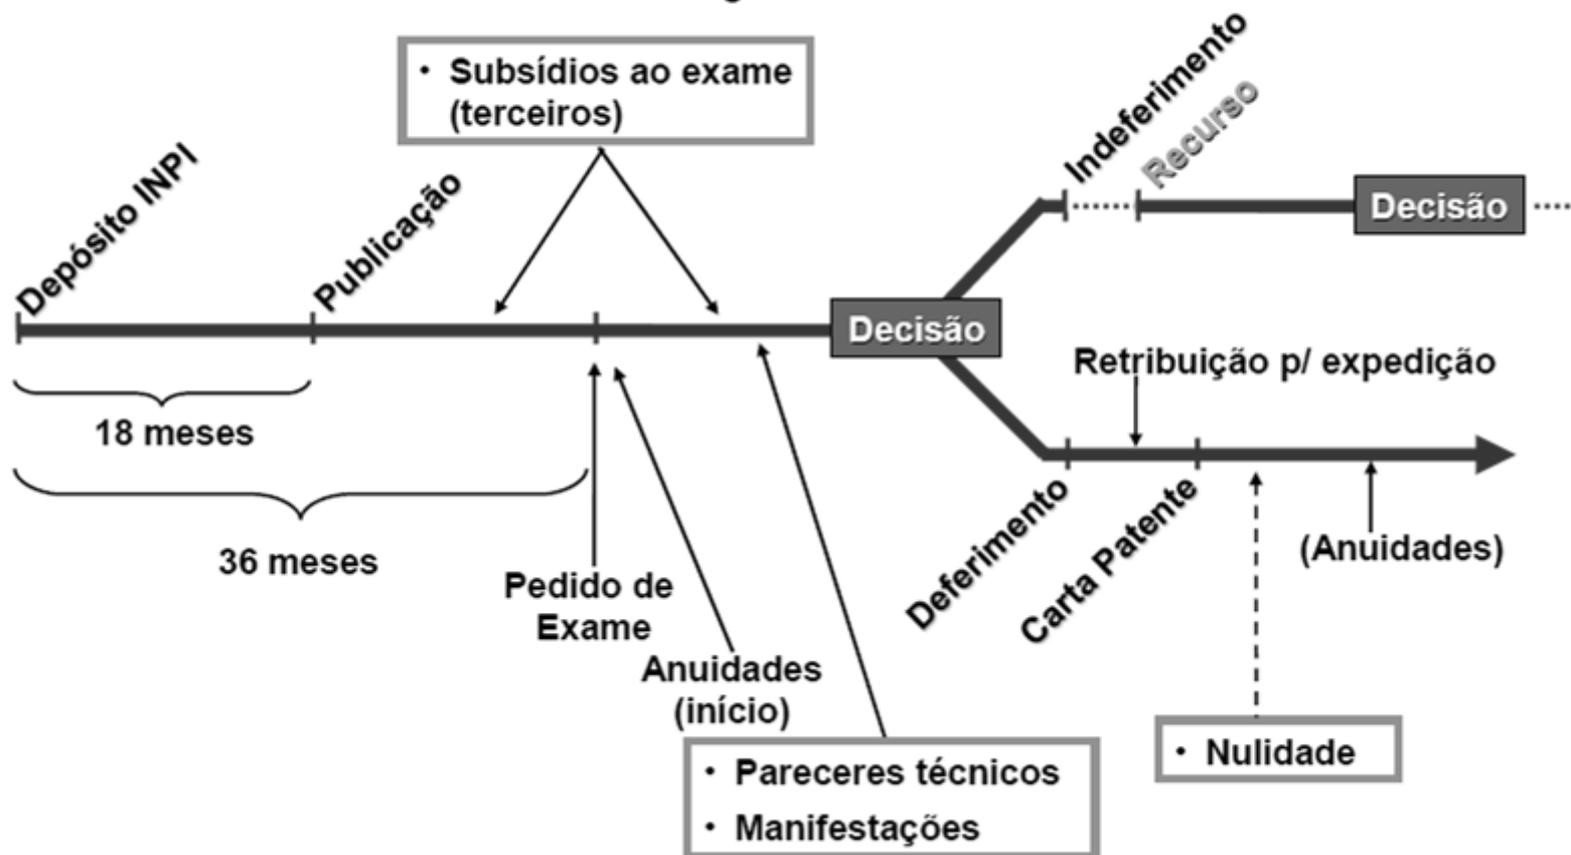 • Subsídios ao exame
(terceiros)
Depósito INPI
Publicação
Indeferimento
Recurso
Decisão
Decisão
18 meses
36 meses
Retribuição p/ expedição
Pedido de
Exame
Anuidades
(início)
Deferimento
Carta Patente
(Anuidades)
• Pareceres técnicos
• Manifestações
• Nulidade